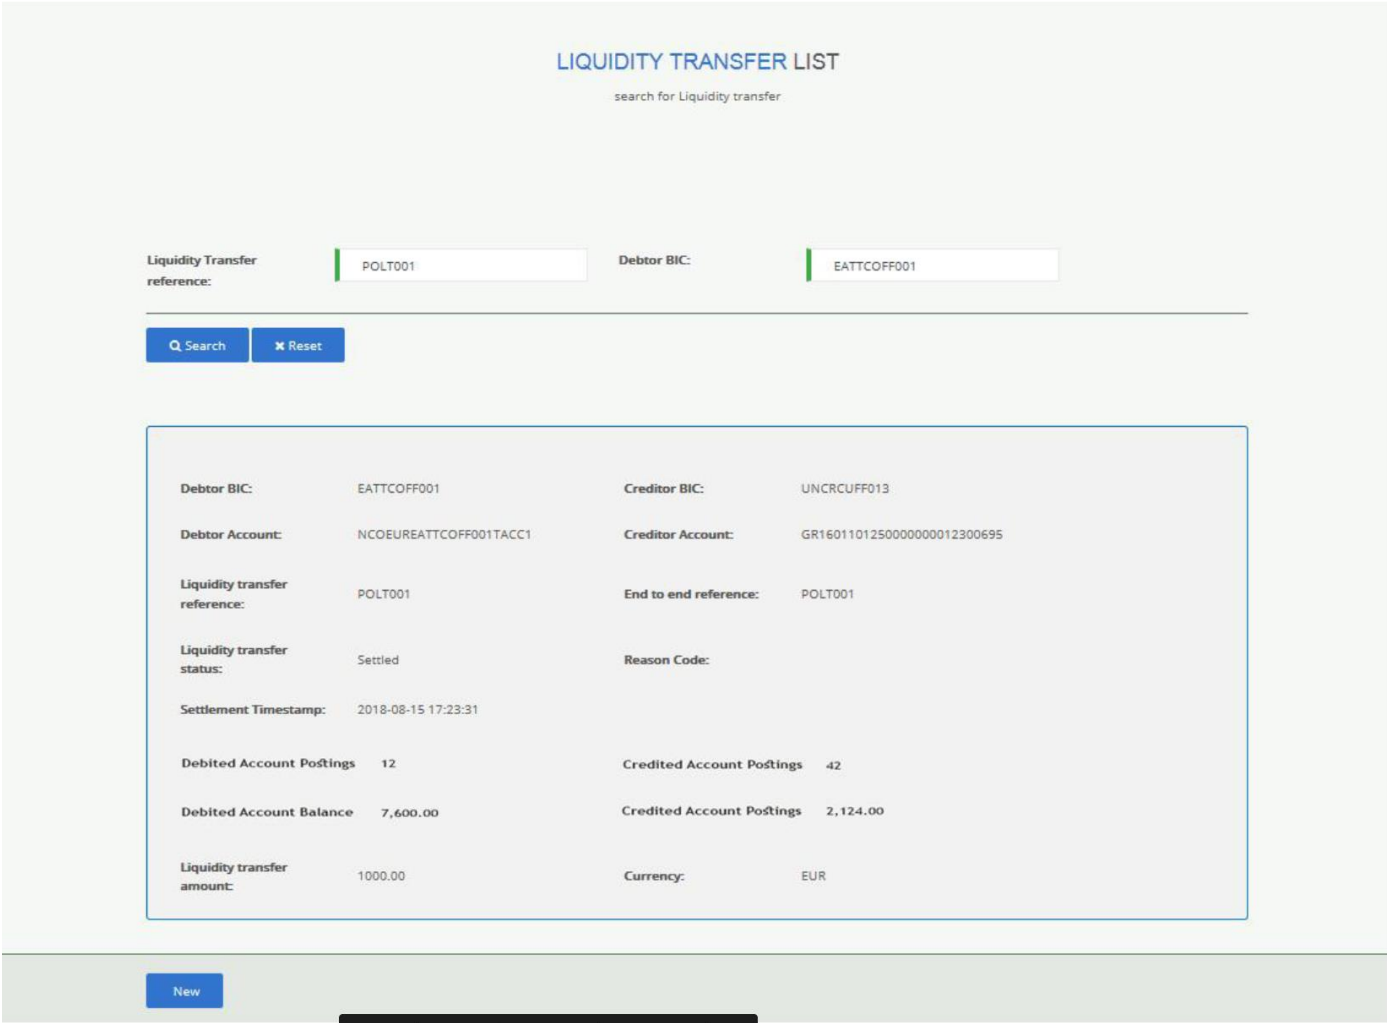 LIQUIDITY TRANSFER LIST
search for Liquidity transfer
Liquidity Transfer
reference:
POLT001
Debtor BIC:
EATTCOFF001
Search
Reset
Debtor BIC:
EATTCOFF001
Creditor BIC:
UNCRCUFF013
Debtor Account:
NCOEUREATTCOFF001TACC1
Creditor Account:
GR1601101250000000012300695
Liquidity transfer
reference:
POLT001
End to end reference:
POLT001
Liquidity transfer
status:
Settled
Reason Code:
Settlement Timestamp:
2018-08-15 17:23:31
Debited Account Postings
12
Credited Account Postings
42
Debited Account Balance
7,600.00
Credited Account Postings
2,124.00
Liquidity transfer
amount:
1000.00
Currency:
EUR
New